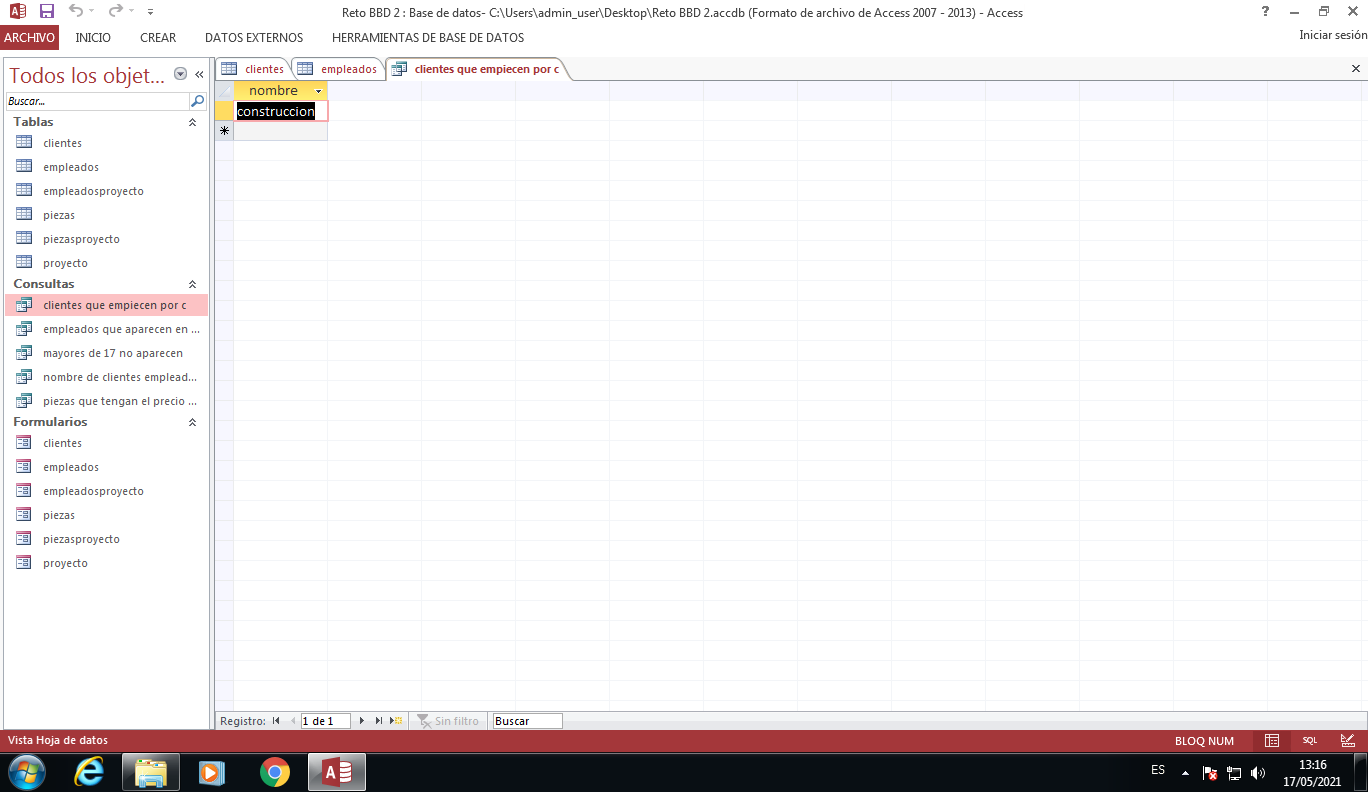 Reto BBD 2 : Base de datos- C:\Users\admin_user\Desktop\Reto BBD 2.accdb (Formato de archivo de Access 2007 - 2013) - Access
ARCHIVO INICIO CREAR DATOS EXTERNOS HERRAMIENTAS DE BASE DE DATOS Iniciar sesión
Todos los objet...
Buscar...
Tablas
clientes
empleados
empleadosproyecto
piezas
piezasproyecto
proyecto
Consultas
clientes que empiecen por c
empleados que aparecen en ...
mayores de 17 no aparecen
nombre de clientes emplead...
piezas que tengan el precio ...
Formularios
clientes
empleados
empleadosproyecto
piezas
piezasproyecto
proyecto
clientes empleados clientes que empiecen por c
nombre
construccion
Registro: 1 de 1 Sin filtro Buscar
Vista Hoja de datos BLOQ NUM SQL
ES 13:16
17/05/2021